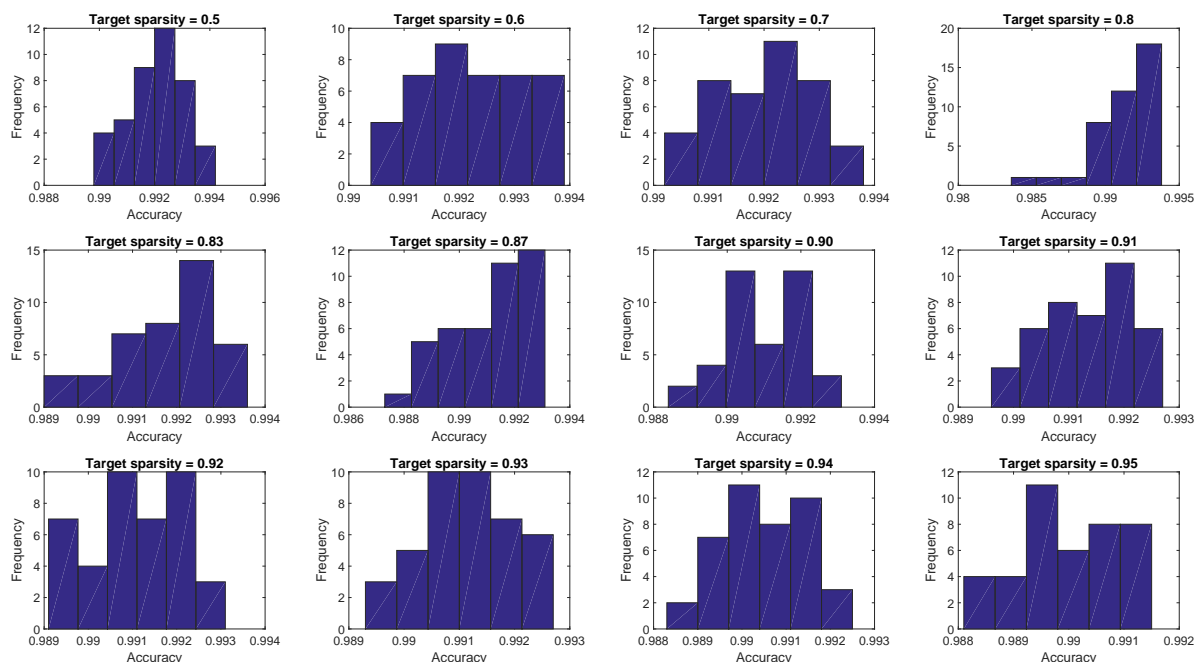 Target sparsity = 0.5
12
10
8
6
4
2
0
Frequency
0.988 0.99 0.992 0.994 0.996
Accuracy
Target sparsity = 0.6
10
8
6
4
2
0
Frequency
0.99 0.991 0.992 0.993 0.994
Accuracy
Target sparsity = 0.7
12
10
8
6
4
2
0
Frequency
0.99 0.991 0.992 0.993 0.994
Accuracy
Target sparsity = 0.8
20
15
10
5
0
Frequency
0.98 0.985 0.99 0.995
Accuracy
Target sparsity = 0.83
15
10
5
0
Frequency
0.989 0.99 0.991 0.992 0.993 0.994
Accuracy
Target sparsity = 0.87
12
10
8
6
4
2
0
Frequency
0.986 0.988 0.99 0.992 0.994
Accuracy
Target sparsity = 0.90
15
10
5
0
Frequency
0.988 0.99 0.992 0.994
Accuracy
Target sparsity = 0.91
12
10
8
6
4
2
0
Frequency
0.989 0.99 0.991 0.992 0.993
Accuracy
Target sparsity = 0.92
10
8
6
4
2
0
Frequency
0.989 0.99 0.991 0.992 0.993 0.994
Accuracy
Target sparsity = 0.93
10
8
6
4
2
0
Frequency
0.989 0.99 0.991 0.992 0.993
Accuracy
Target sparsity = 0.94
12
10
8
6
4
2
0
Frequency
0.988 0.989 0.99 0.991 0.992 0.993
Accuracy
Target sparsity = 0.95
12
10
8
6
4
2
0
Frequency
0.988 0.989 0.99 0.991 0.992
Accuracy